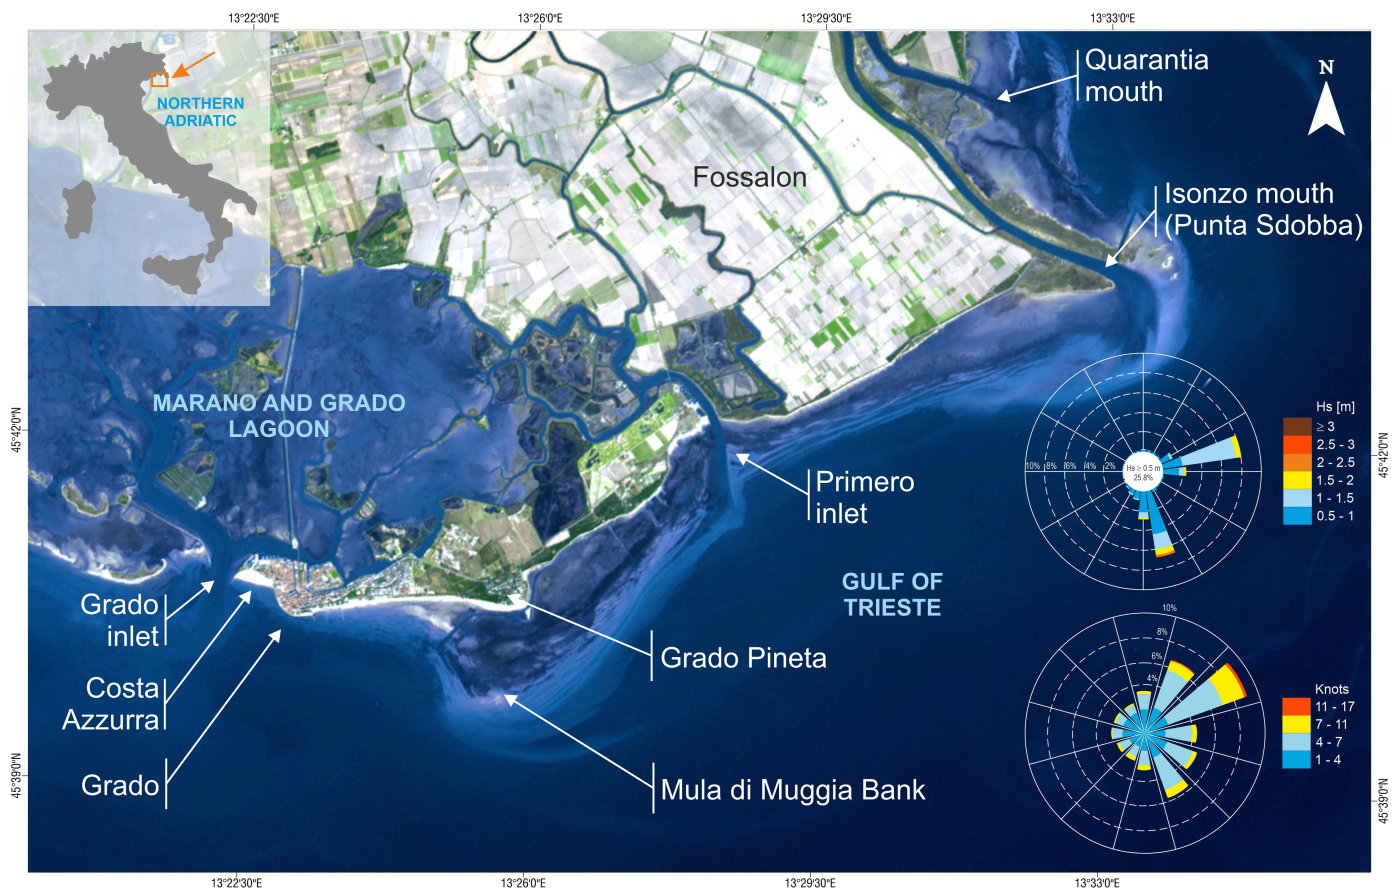 13°22'30"E
13°26'0"E
13°29'30"E
13°33'0"E
NORTHERN
ADRIATIC
Quarantia
mouth
N
Fossalon
Isonzo mouth
(Punta Sdobba)
MARANO AND GRADO
LAGOON
45°42'0"N
45°42'0"N
Hs [m]
≥ 3
2.5 - 3
2 - 2.5
1.5 - 2
1 - 1.5
0.5 - 1
10%
8%
6%
4%
2%
Hs ≥ 0.5 m
25.8%
Primero
inlet
GULF OF
TRIESTE
Grado
inlet
Costa
Azzurra
Grado
Grado Pineta
Mula di Muggia Bank
10%
8%
6%
4%
Knots
11 - 17
7 - 11
4 - 7
1 - 4
45°39'0"N
45°39'0"N
13°22'30"E
13°26'0"E
13°29'30"E
13°33'0"E